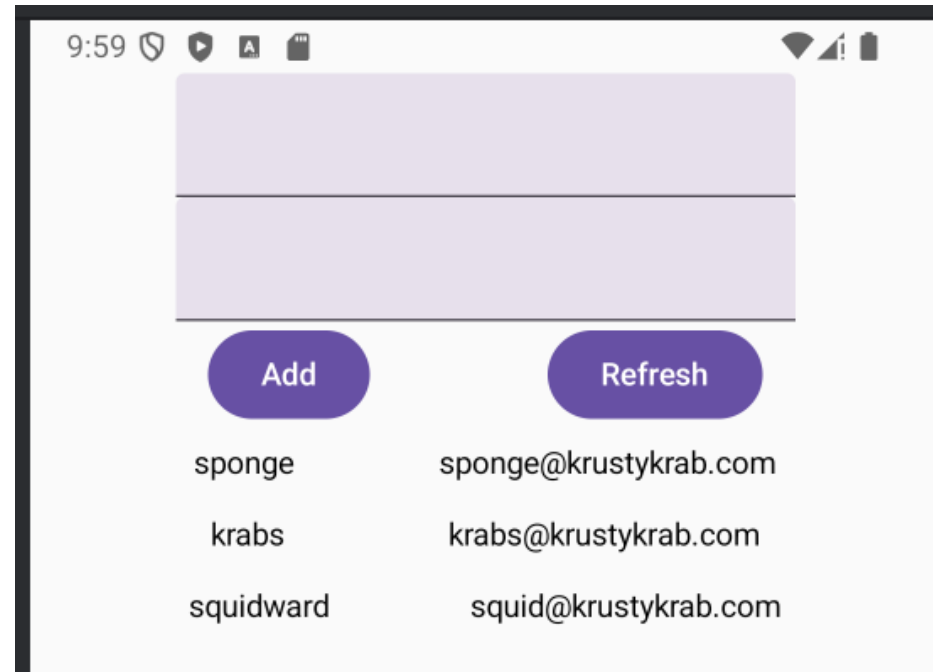 9:59
Add Refresh
sponge sponge@krustykrab.com
krabs krabs@krustykrab.com
squidward squid@krustykrab.com